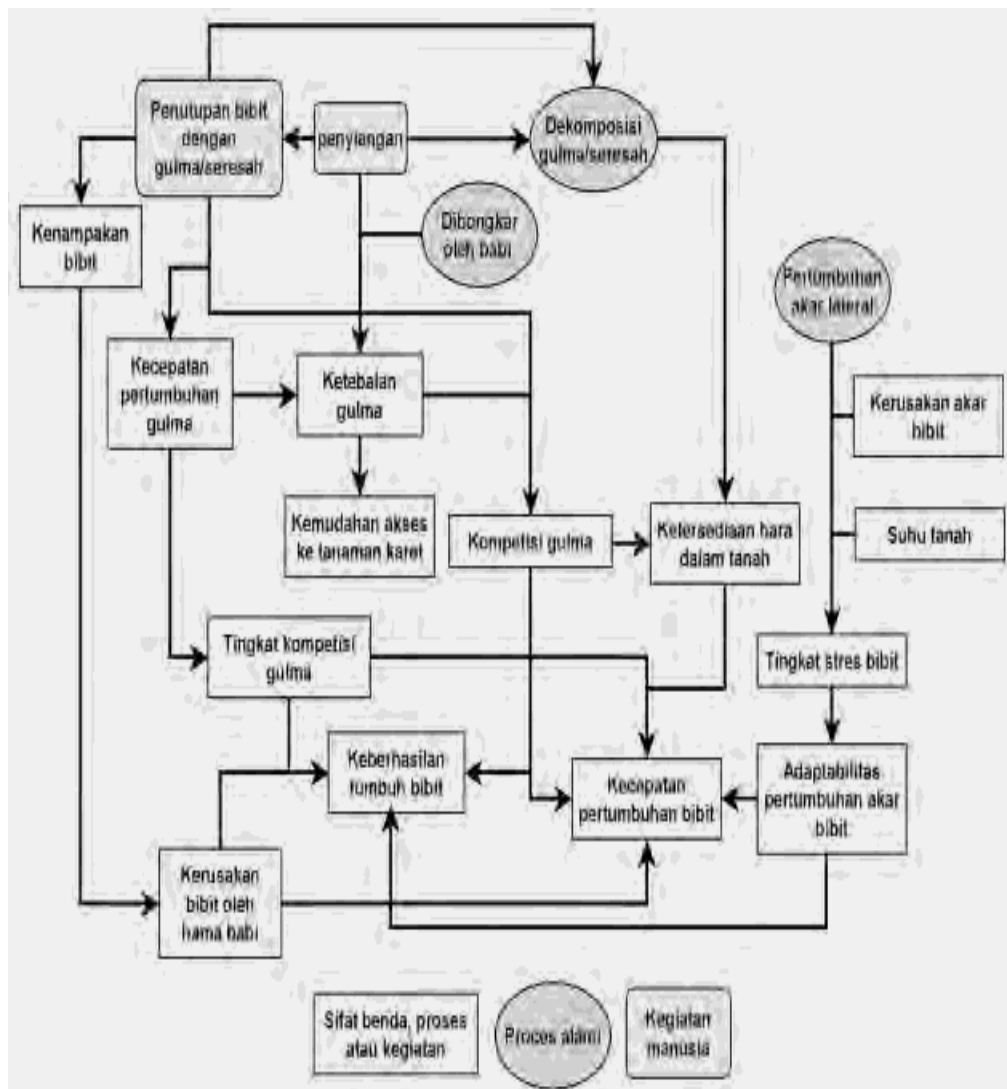 Penutupan bibit
dengan
gulma/seresah
penyiangan
Dekomposisi
gulma/seresah
Kenampakan
bibit
Dibongkar
oleh babi
Pertumbuhan
akar lateral
Kecepatan
pertumbuhan
gulma
Ketebalan
gulma
Kerusakan akar
bibit
Kemudahan akses
ke tanaman karet
Kompetisi gulma
Ketersediaan hara
dalam tanah
Suhu tanah
Tingkat kompetisi
gulma
Tingkat stres bibit
Keberhasilan
tumbuh bibit
Kecepatan
pertumbuhan bibit
Adaptabilitas
pertumbuhan akar
bibit
Kerusakan
bibit oleh
hama babi
Sifat benda, proses
atau kegiatan
Proces alami
Kegiatan
manusia